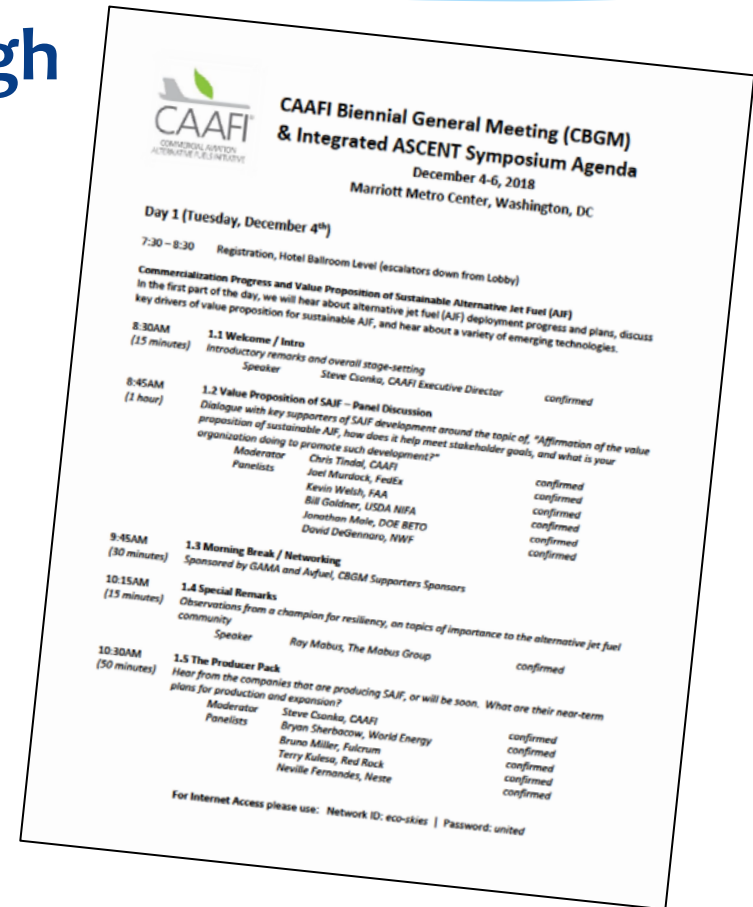 gh
CAAFI
COMMERCIAL AVIATION
ALTERNATIVE FUELS INITIATIVE
CAAFI Biennial General Meeting (CBGM)
& Integrated ASCENT Symposium Agenda
December 4-6, 2018
Marriott Metro Center, Washington, DC
Day 1 (Tuesday, December 4th)
7:30 – 8:30 Registration, Hotel Ballroom Level (escalators down from Lobby)
Commercialization Progress and Value Proposition of Sustainable Alternative Jet Fuel (AJF)
In the first part of the day, we will hear about alternative jet fuel (AJF) deployment progress and plans, discuss
key drivers of value proposition for sustainable AJF, and hear about a variety of emerging technologies.
8:30AM 1.1 Welcome / Intro
(15 minutes) Introductory remarks and overall stage-setting
Speaker Steve Csonka, CAAFI Executive Director confirmed
8:45AM 1.2 Value Proposition of SAJF – Panel Discussion
(1 hour) Dialogue with key supporters of SAJF development around the topic of, "Affirmation of the value
proposition of sustainable AJF, how does it help meet stakeholder goals, and what is your
organization doing to promote such development?"
Moderator Chris Tindal, CAAFI confirmed
Panelists Joel Murdock, FedEx confirmed
Kevin Welsh, FAA confirmed
Bill Goldner, USDA NIFA confirmed
Jonathan Male, DOE BETO confirmed
David DeGennaro, NWF confirmed
9:45AM 1.3 Morning Break / Networking
(30 minutes) Sponsored by GAMA and Avfuel, CBGM Supporters Sponsors
10:15AM 1.4 Special Remarks
(15 minutes) Observations from a champion for resiliency, on topics of importance to the alternative jet fuel
community
Speaker Ray Mabus, The Mabus Group confirmed
10:30AM 1.5 The Producer Pack
(50 minutes) Hear from the companies that are producing SAJF, or will be soon. What are their near-term
plans for production and expansion?
Moderator Steve Csonka, CAAFI confirmed
Panelists Bryan Sherbacow, World Energy confirmed
Bruno Miller, Fulcrum confirmed
Terry Kulesa, Red Rock confirmed
Neville Fernandes, Neste confirmed
For Internet Access please use: Network ID: eco-skies | Password: united